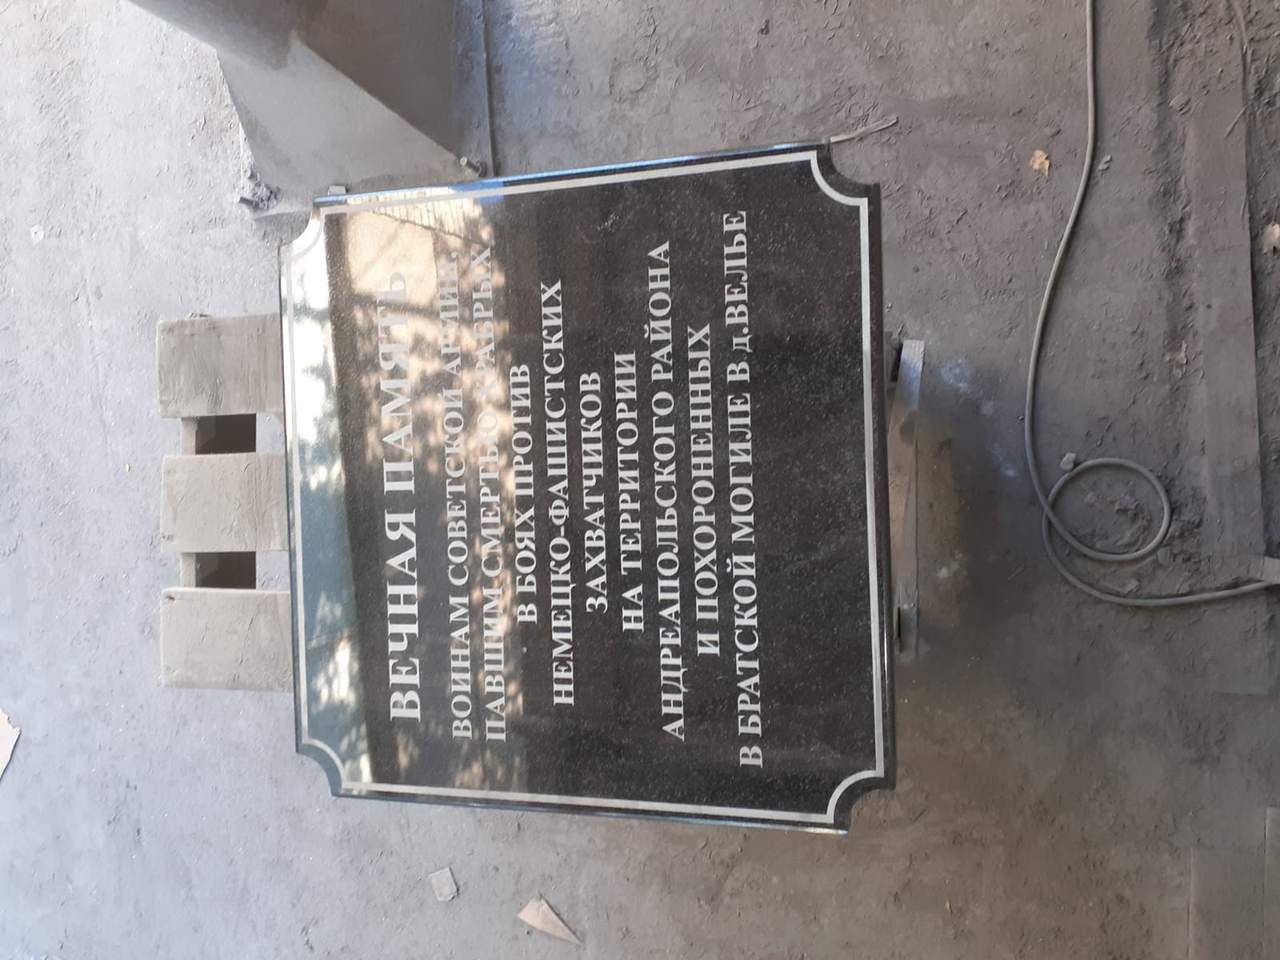 ВЕЧНАЯ ПАМЯТЬ
ВОИНАМ СОВЕТСКОЙ АРМИИ,
ПАВШИМ СМЕРТЬЮ ХРАБРЫХ
В БОЯХ ПРОТИВ
НЕМЕЦКО-ФАШИСТСКИХ
ЗАХВАТЧИКОВ
НА ТЕРРИТОРИИ
АНДРЕАПОЛЬСКОГО РАЙОНА
И ПОХОРОНЕННЫХ
В БРАТСКОЙ МОГИЛЕ В д.ВЕЛЬЕ